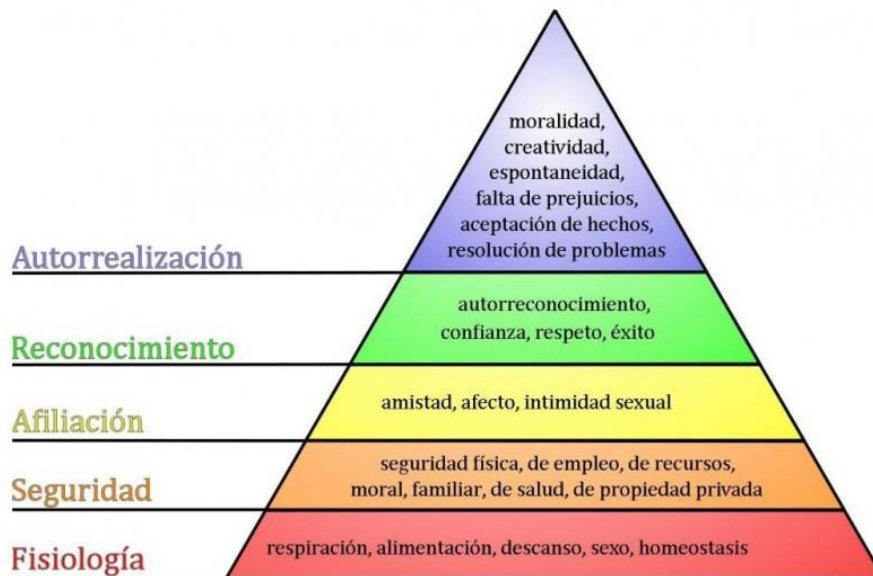 moralidad,
creatividad,
espontaneidad,
falta de prejuicios,
aceptación de hechos,
resolución de problemas
Autorrealización
autorreconocimiento,
confianza, respeto, éxito
Reconocimiento
amistad, afecto, intimidad sexual
Afiliación
seguridad física, de empleo, de recursos,
moral, familiar, de salud, de propiedad privada
Seguridad
respiración, alimentación, descanso, sexo, homeostasis
Fisiología